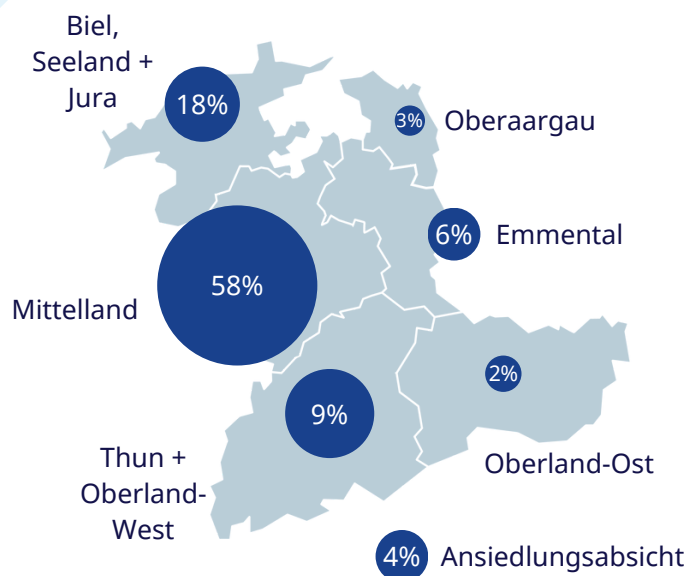 Biel,
Seeland +
Jura
18%
3%
Oberaargau
6%
Emmental
58%
Mittelland
2%
9%
Oberland-Ost
Thun +
Oberland-
West
4%
Ansiedlungsabsicht